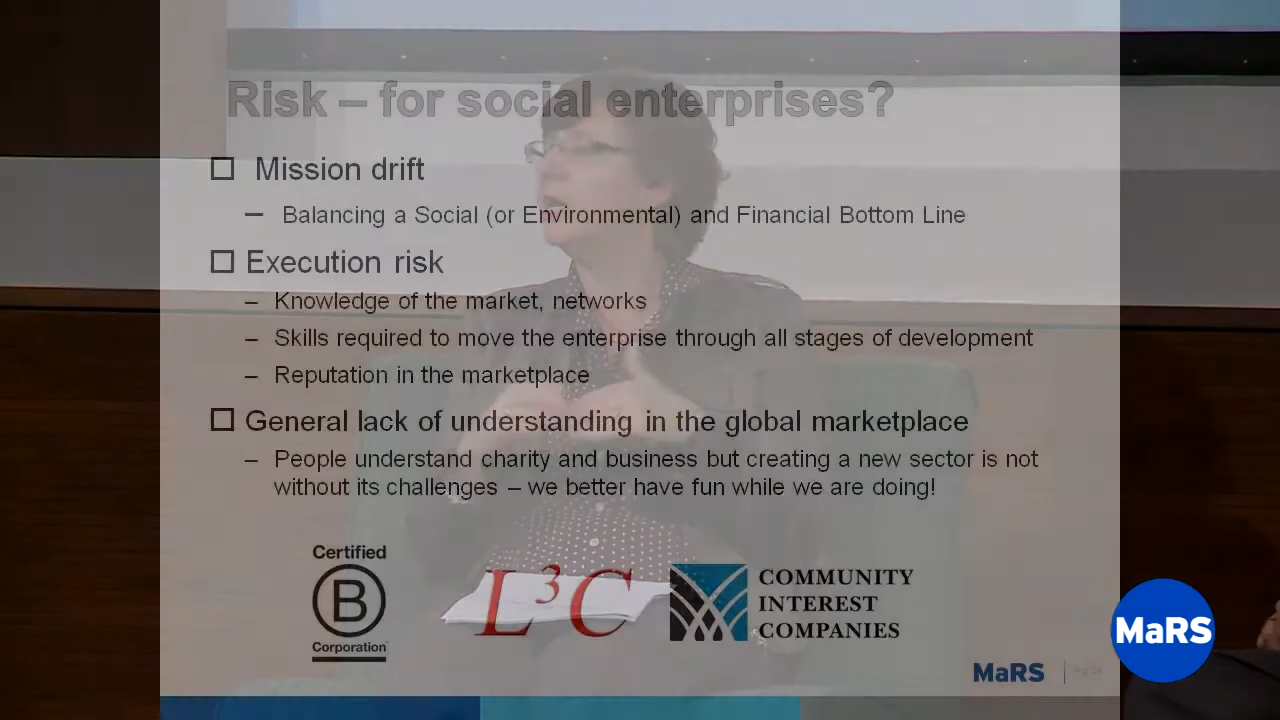 Risk – for social enterprises?
Mission drift
– Balancing a Social (or Environmental) and Financial Bottom Line
Execution risk
– Knowledge of the market, networks
– Skills required to move the enterprise through all stages of development
– Reputation in the marketplace
General lack of understanding in the global marketplace
– People understand charity and business but creating a new sector is not
without its challenges – we better have fun while we are doing!
Certified
B
Corporation
L3C
COMMUNITY
INTEREST
COMPANIES
MaRS
MaRS